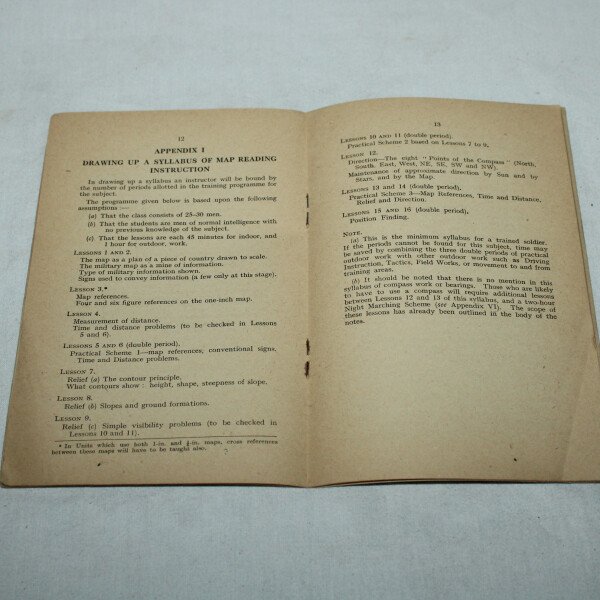 12
APPENDIX I
DRAWING UP A SYLLABUS OF MAP READING
INSTRUCTION
In drawing up a syllabus an instructor will be bound by
the number of periods allotted in the training programme for
the subject.
The programme given below is based upon the following
assumptions :—
(a) That the class consists of 25-30 men.
(b) That the students are men of normal intelligence with
no previous knowledge of the subject.
(c) That the lessons are each 45 minutes for indoor, and
1 hour for outdoor, work.
LESSONS 1 AND 2.
The map as a plan of a piece of country drawn to scale.
The military map as a mine of information.
Type of military information shown.
Signs used to convey information (a few only at this stage).
LESSON 3.*
Map references.
Four and six figure references on the one-inch map.
LESSON 4.
Measurement of distance.
Time and distance problems (to be checked in Lessons
5 and 6).
LESSONS 5 AND 6 (double period).
Practical Scheme 1—map references, conventional signs,
Time and Distance problems.
LESSON 7.
Relief (a) The contour principle.
What contours show : height, shape, steepness of slope.
LESSON 8.
Relief (b) Slopes and ground formations.
LESSON 9.
Relief (c) Simple visibility problems (to be checked in
Lessons 10 and 11).
* In Units which use both 1-in. and ¼-in. maps, cross references
between these maps will have to be taught also.
13
LESSONS 10 AND 11 (double period).
Practical Scheme 2 based on Lessons 7 to 9.
LESSON 12.
Direction—The eight " Points of the Compass " (North,
South, East, West, NE, SE, SW and NW).
Maintenance of approximate direction by Sun and by
Stars, and by the Map.
LESSONS 13 and 14 (double period).
Practical Scheme 3—Map References, Time and Distance,
Relief and Direction.
LESSONS 15 and 16 (double period),
Position Finding.
NOTE.
(a) This is the minimum syllabus for a trained soldier.
If the periods cannot be found for this subject, time may
be saved by combining the three double periods of practical
outdoor work with other outdoor work such as Driving
Instruction, Tactics, Field Works, or movement to and from
training areas.
(b) It should be noted that there is no mention in this
syllabus of compass work or bearings. Those who are likely
to have to use a compass will require additional lessons
between Lessons 12 and 13 of this syllabus, and a two-hour
Night Marching Scheme (see Appendix VI). The scope of
these lessons has already been outlined in the body of the
notes.